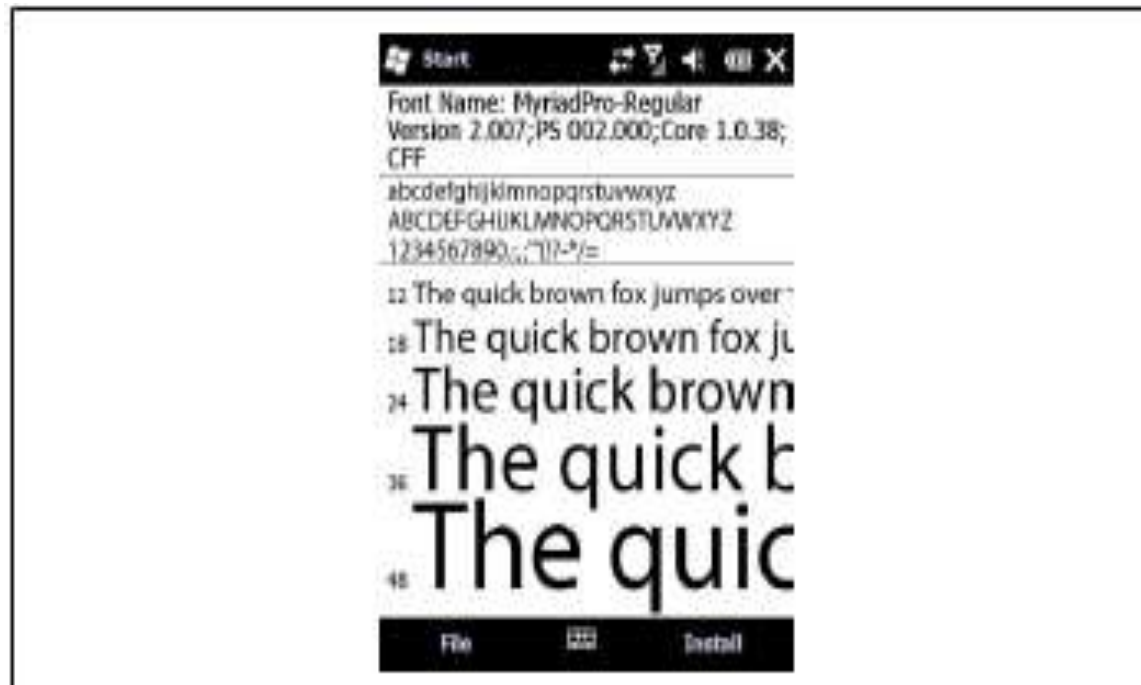 Start
Font Name: MyriadPro-Regular
Version 2.007;PS 002.000;Core 1.0.38;
CFF
abcdefghijklmnopqrstuvwxyz
ABCDEFGHIJKLMNOPQRSTUVWXYZ
12 The quick brown fox jumps over
18 The quick brown fox ju
24 The quick brown
36 The quick b
48 The quic
File Install